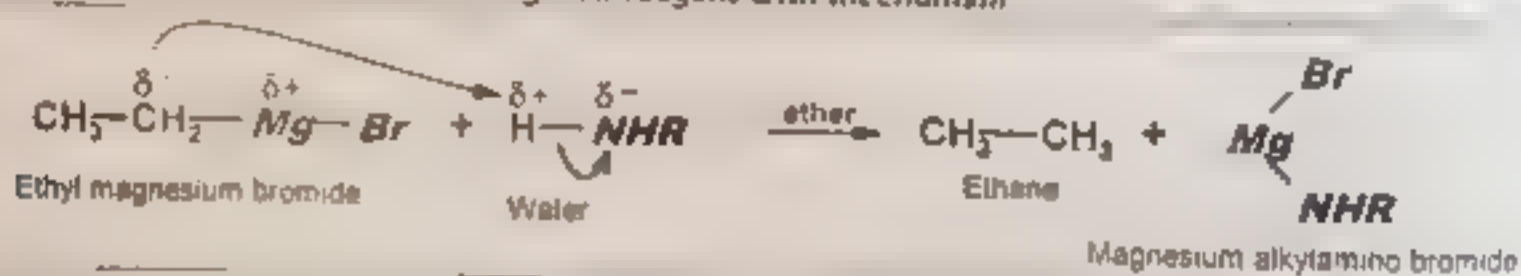 δ δ+ δ+ δ- Br
CH₃—CH₂—Mg—Br + H—NHR ether CH₃—CH₃ + Mg
Ethyl magnesium bromide Water Ethane NHR
Magnesium alkylamino bromide